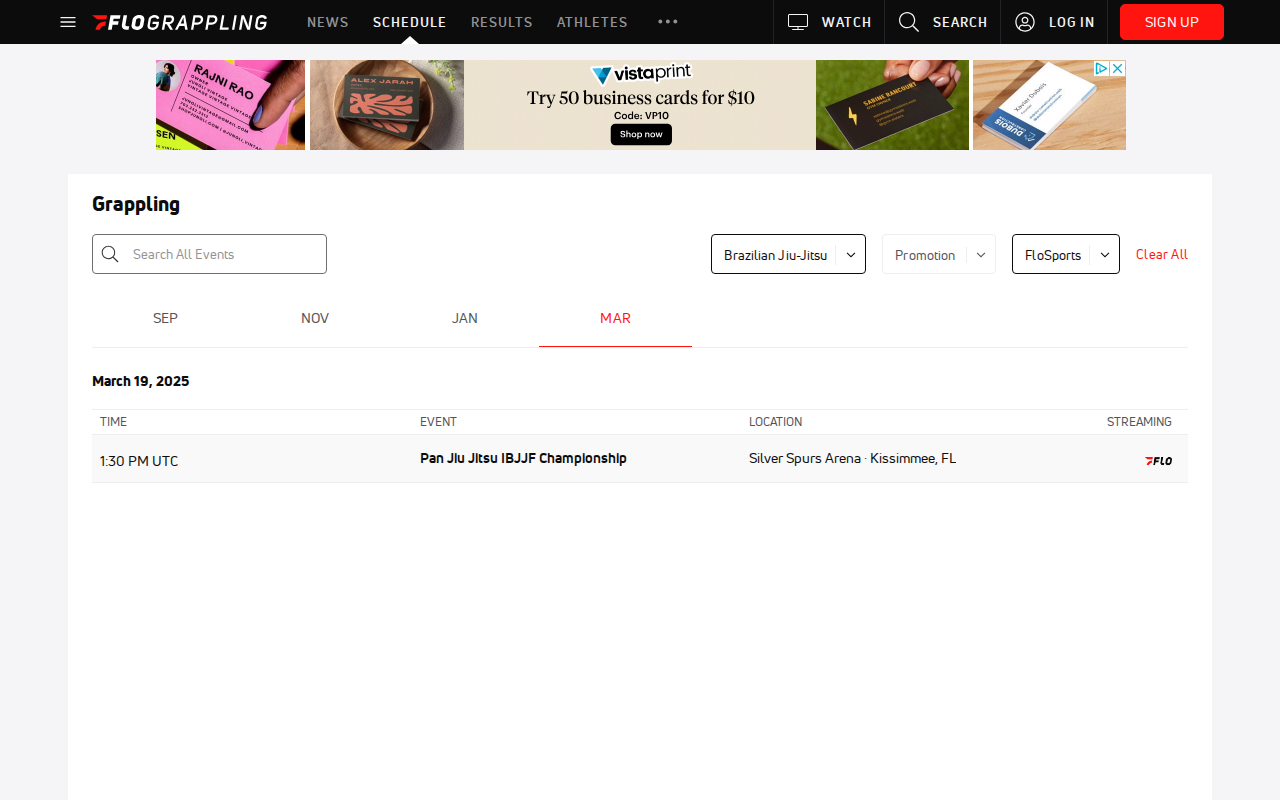 FLOGRAPPLING
NEWS
SCHEDULE
RESULTS
ATHLETES
WATCH
SEARCH
LOG IN
SIGN UP
RAJNI RAO
OWNER
ALEX JARAH
vistaprint
Try 50 business cards for $10
Code: VP10
Shop now
SABINE RANCOURT
Xavier Dubois
DUBOIS
Grappling
Search All Events
Brazilian Jiu-Jitsu
Promotion
FloSports
Clear All
SEP
NOV
JAN
MAR
March 19, 2025
TIME
EVENT
LOCATION
STREAMING
1:30 PM UTC
Pan Jiu Jitsu IBJJF Championship
Silver Spurs Arena · Kissimmee, FL
FLO